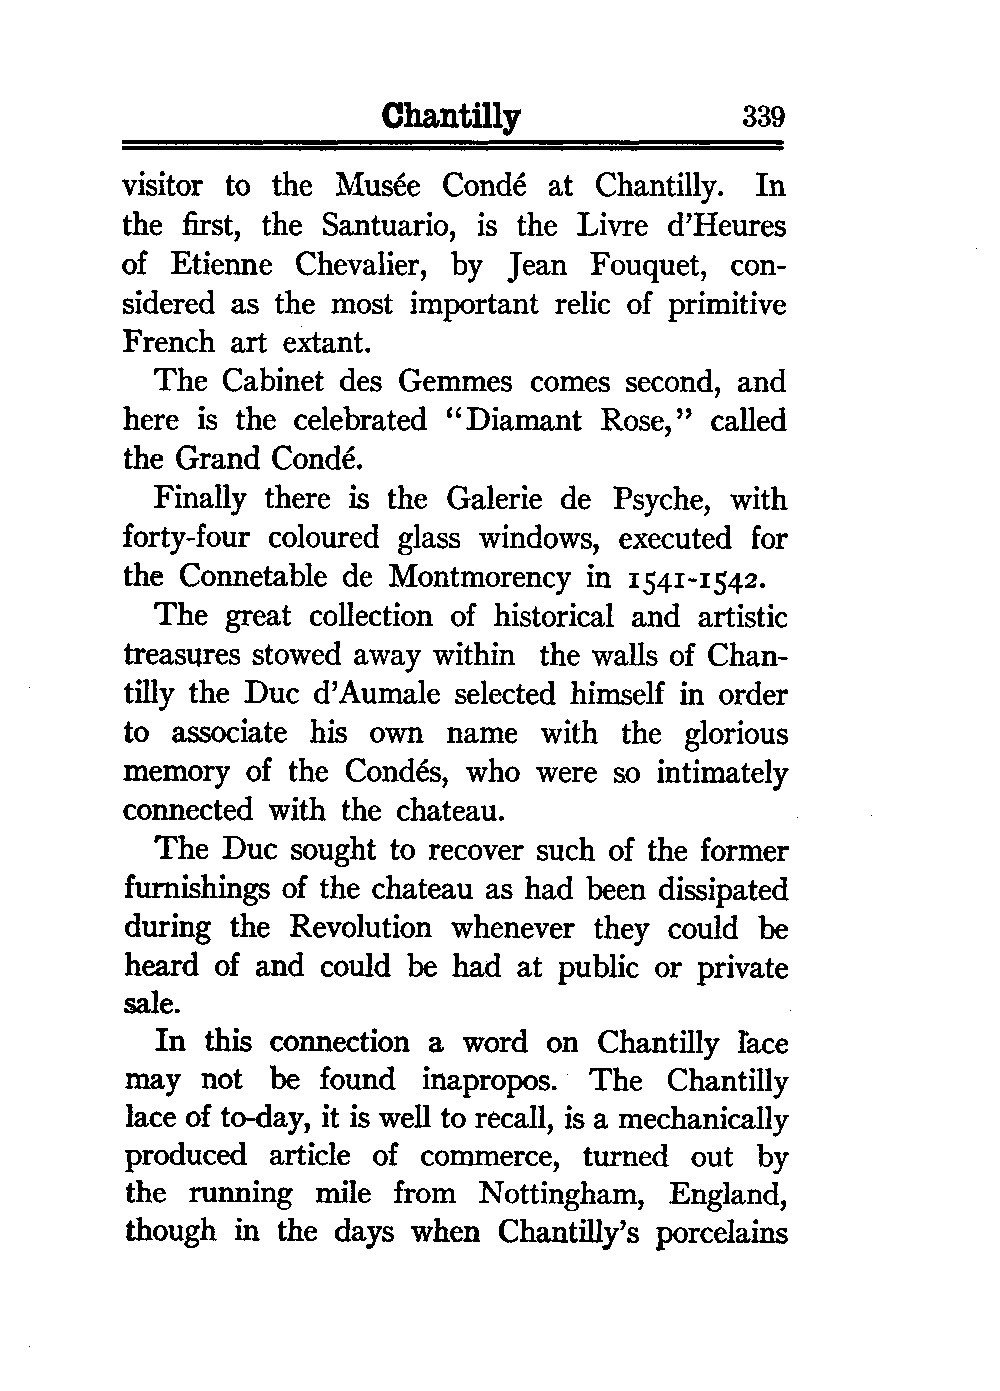 Chantilly 339
visitor to the Musée Condé at Chantilly. In
the first, the Santuario, is the Livre d'Heures
of Etienne Chevalier, by Jean Fouquet, con-
sidered as the most important relic of primitive
French art extant.
The Cabinet des Gemmes comes second, and
here is the celebrated "Diamant Rose," called
the Grand Condé.
Finally there is the Galerie de Psyche, with
forty-four coloured glass windows, executed for
the Connetable de Montmorency in 1541-1542.
The great collection of historical and artistic
treasures stowed away within the walls of Chan-
tilly the Duc d'Aumale selected himself in order
to associate his own name with the glorious
memory of the Condés, who were so intimately
connected with the chateau.
The Duc sought to recover such of the former
furnishings of the chateau as had been dissipated
during the Revolution whenever they could be
heard of and could be had at public or private
sale.
In this connection a word on Chantilly lace
may not be found inapropos. The Chantilly
lace of to-day, it is well to recall, is a mechanically
produced article of commerce, turned out by
the running mile from Nottingham, England,
though in the days when Chantilly's porcelains